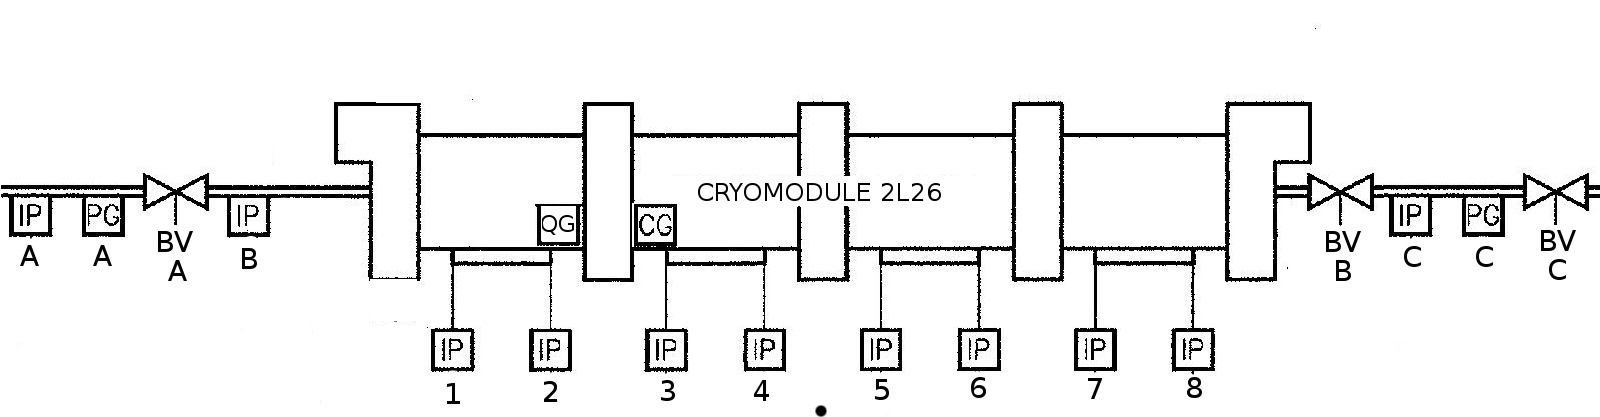 CRYOMODULE 2L26
IP PG IP QG CG IP PG
A A BV A B BV B C C BV C
IP IP IP IP IP IP IP IP
1 2 3 4 5 6 7 8